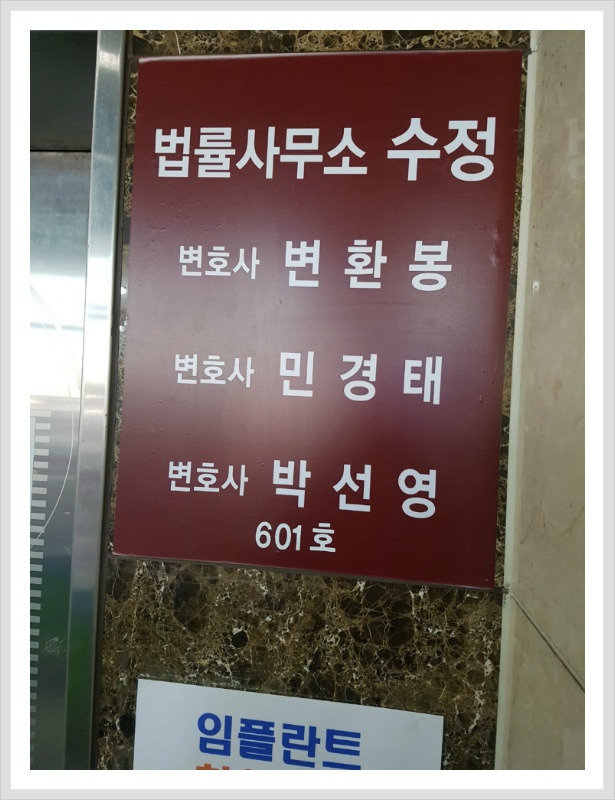 법률사무소 수정
변호사 변환봉
변호사 민경태
변호사 박선영
601호
임플란트